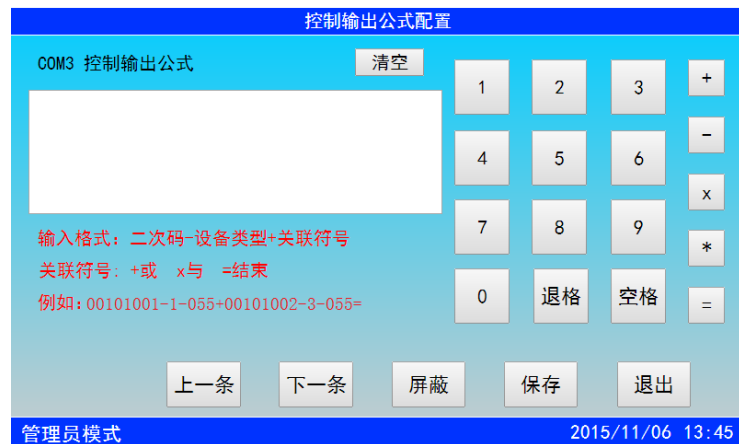 控制输出公式配置
COM3 控制输出公式 清空
1 2 3 +
4 5 6 -
7 8 9 x
0 退格 空格 *
=
输入格式: 二次码-设备类型+关联符号
关联符号: +或 x与 =结束
例如:00101001-1-055+00101002-3-055=
上一条 下一条 屏蔽 保存 退出
管理员模式 2015/11/06 13:45